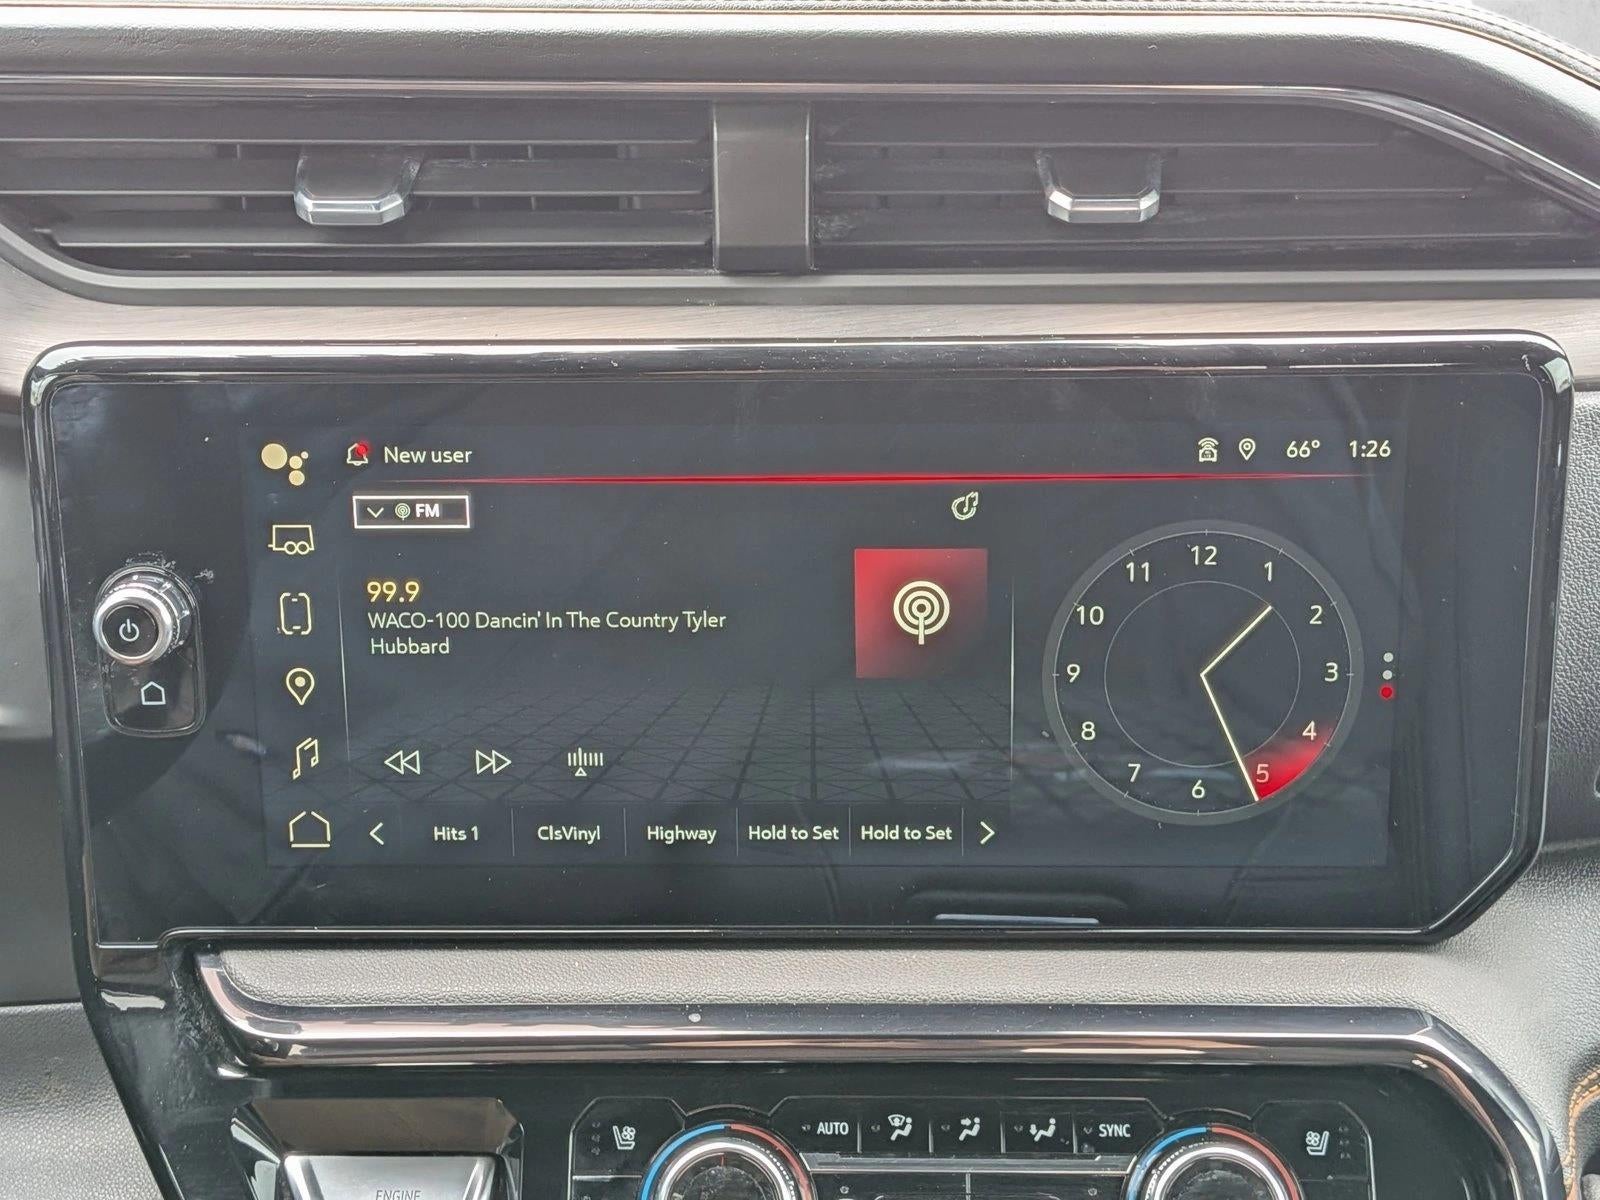 New user
66°
1:26
FM
99.9
WACO-100 Dancin' In The Country Tyler
Hubbard
Hits 1
ClsVinyl
Highway
Hold to Set
Hold to Set
12
1
2
3
4
5
6
7
8
9
10
11
AUTO
SYNC
ENGINE